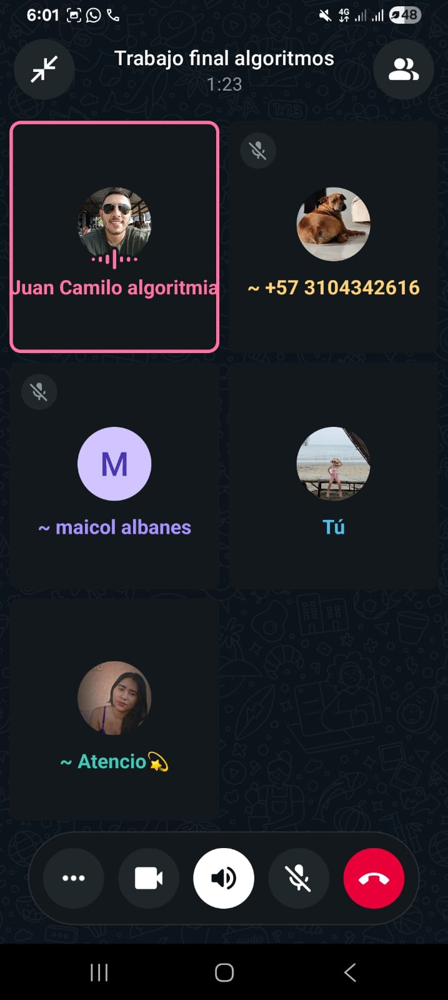 6:01
4G
48
Trabajo final algoritmos
1:23
Juan Camilo algoritmia
~ +57 3104342616
M
~ maicol albanes
Tú
~ Atencio💫